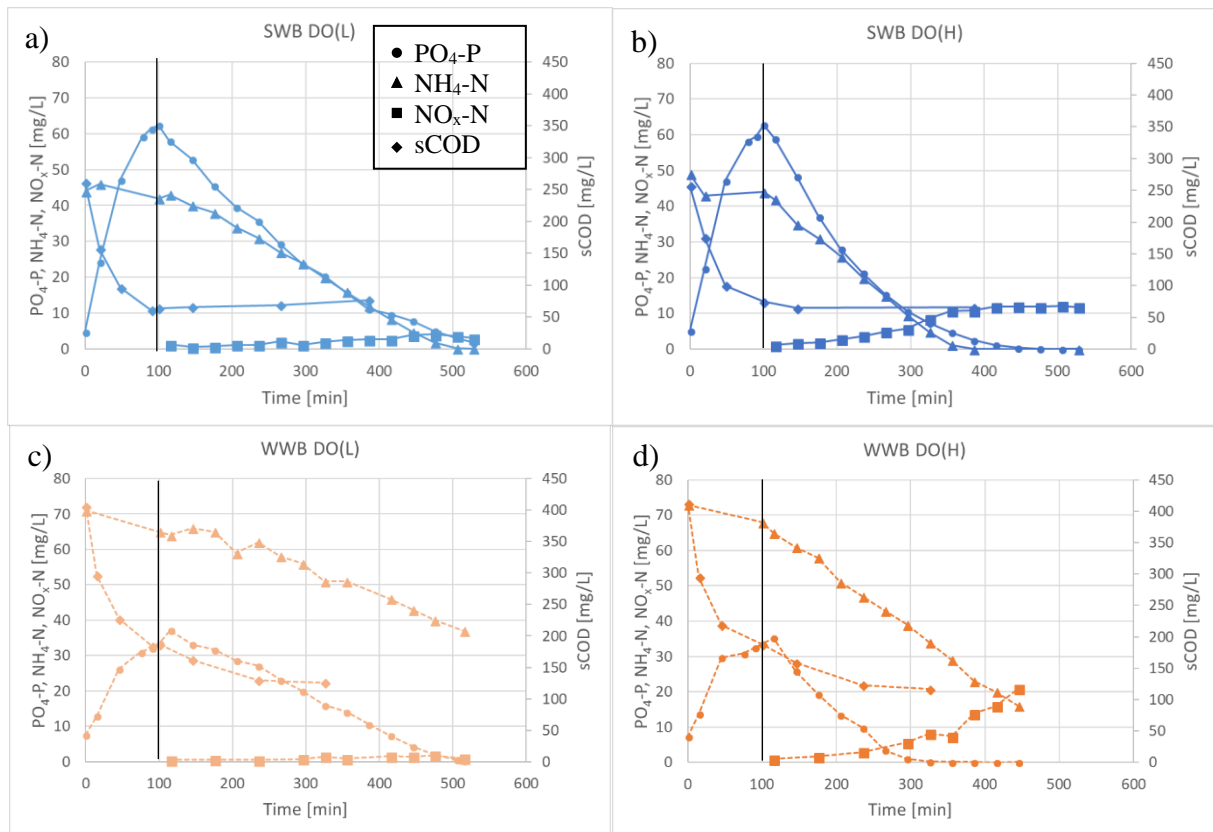 a)
SWB DO(L)
PO₄-P
NH₄-N
NOₓ-N
sCOD
PO₄-P, NH₄-N, NOₓ-N [mg/L]
80
70
60
50
40
30
20
10
0
450
400
350
300
250
200
150
100
50
0
sCOD [mg/L]
0 100 200 300 400 500 600
Time [min]
b)
SWB DO(H)
PO₄-P, NH₄-N, NOₓ-N [mg/L]
80
70
60
50
40
30
20
10
0
450
400
350
300
250
200
150
100
50
0
sCOD [mg/L]
0 100 200 300 400 500 600
Time [min]
c)
WWB DO(L)
PO₄-P, NH₄-N, NOₓ-N [mg/L]
80
70
60
50
40
30
20
10
0
450
400
350
300
250
200
150
100
50
0
sCOD [mg/L]
0 100 200 300 400 500 600
Time [min]
d)
WWB DO(H)
PO₄-P, NH₄-N, NOₓ-N [mg/L]
80
70
60
50
40
30
20
10
0
450
400
350
300
250
200
150
100
50
0
sCOD [mg/L]
0 100 200 300 400 500 600
Time [min]